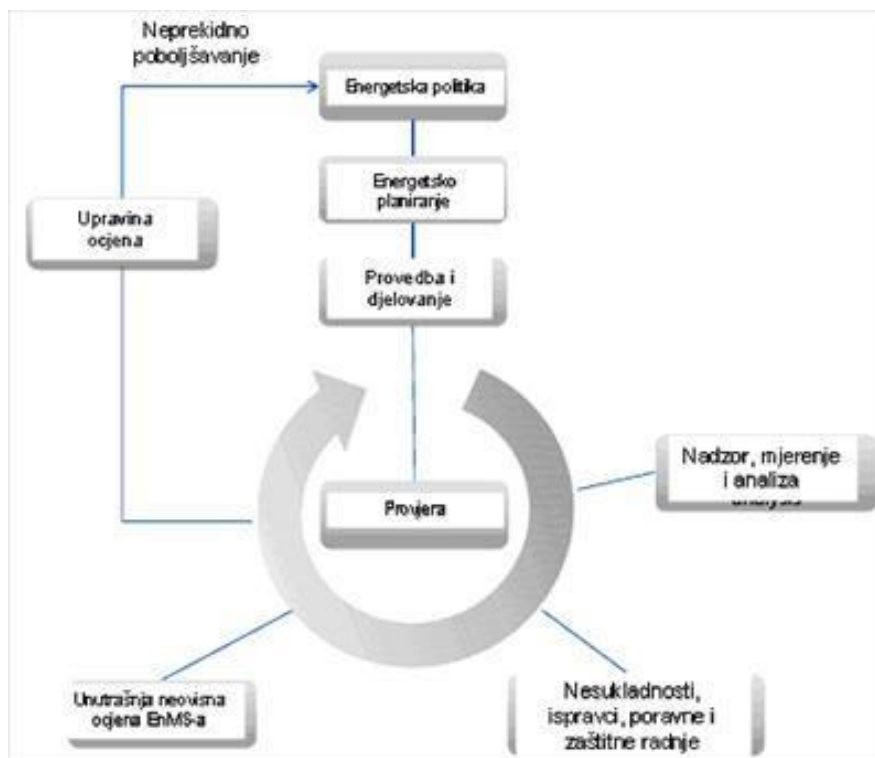 Neprekidno
poboljšavanje
Energetska politika
Energetsko
planiranje
Upravina
ocjena
Provedba i
djelovanje
Nadzor, mjerenje
i analiza
analysis
Provjera
Unutrašnja neovisna
ocjena EnMS-a
Nesukladnosti,
ispravci, poravne i
zaštitne radnje